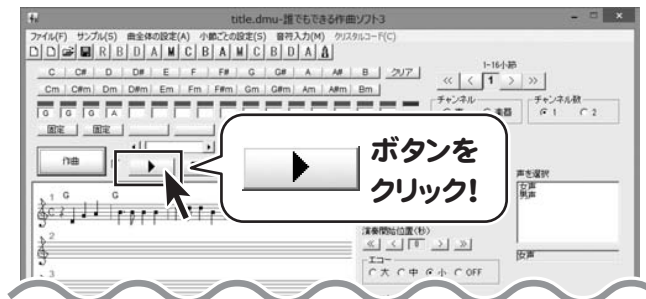 title.dmu-誰でもできる作曲ソフト3
ファイル(F) サンプル(S) 曲全体の設定(A) 小節ごとの設定(S) 音符入力(M) クリスタルコード(C)
R B D A M C B A M C B D A
C C# D D# E F F# G G# A A# B クリア
1-16小節
<< < 1 > >>
Cm C#m Dm D#m Em Fm F#m Gm G#m Am A#m Bm
チャンネル
チャンネル数
G G G A
楽器
1 2
固定 固定
作曲
ボタンを
クリック!
声を選択
女声
男声
1 G G
2
3
演奏開始位置(秒)
<< < 0 > >>
女声
エコー
大 中 小 OFF